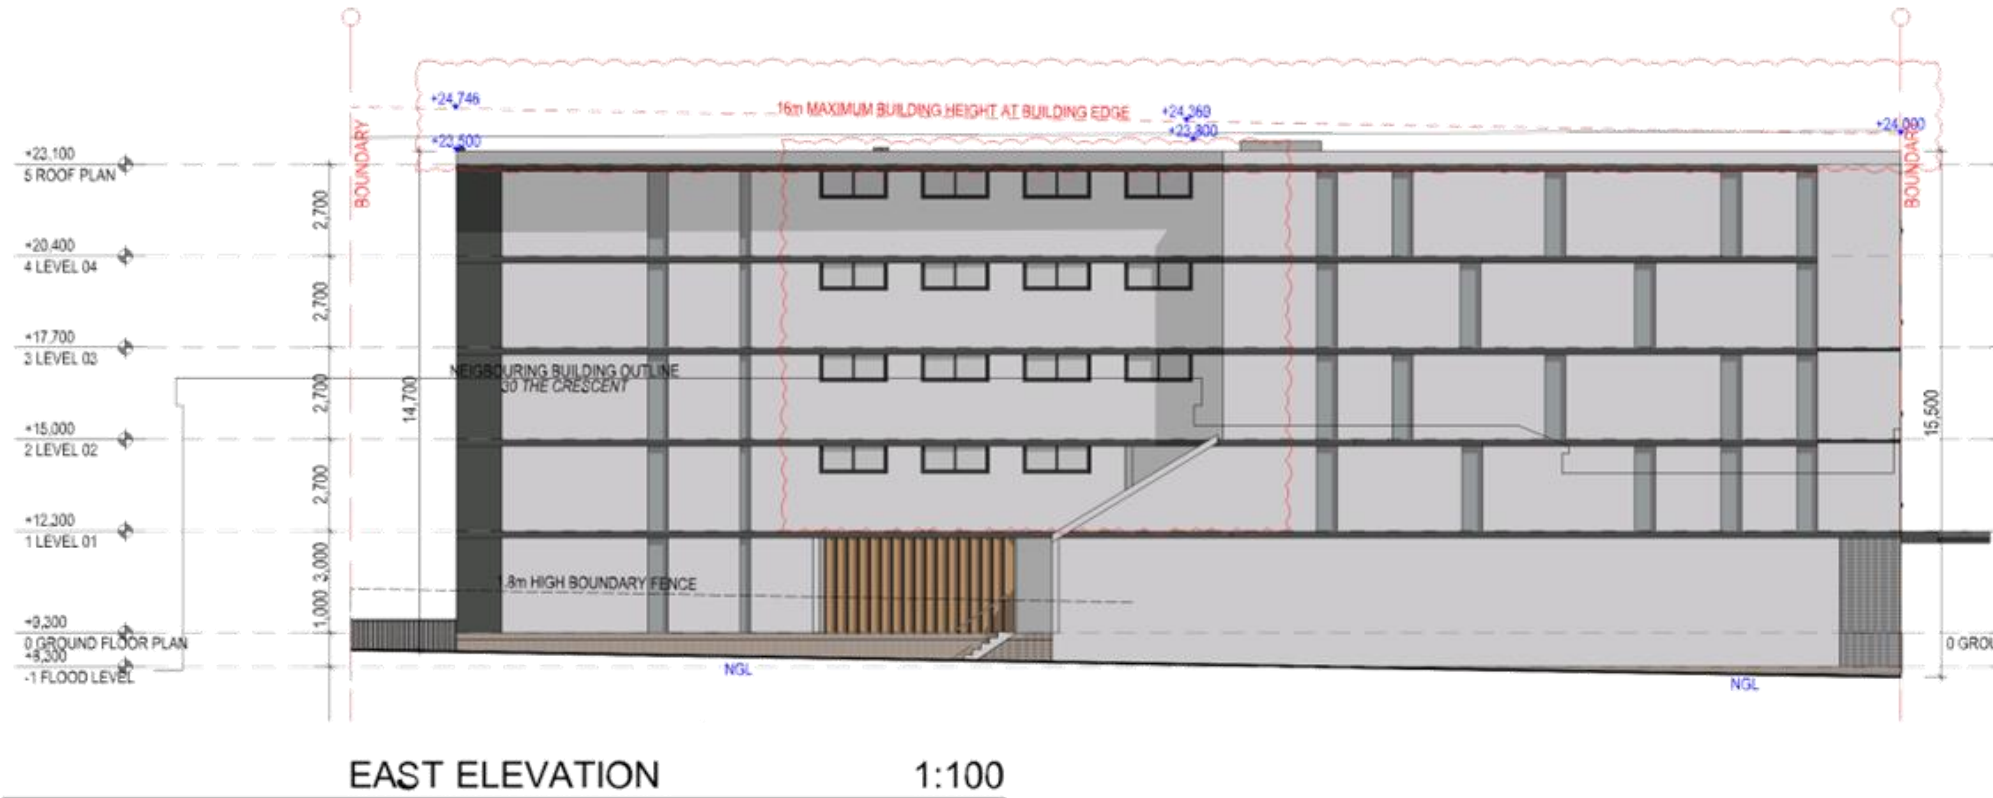 +24,746
16m MAXIMUM BUILDING HEIGHT AT BUILDING EDGE
+24,360
+23,800
+24,000
+23,500
BOUNDARY
BOUNDARY
+23,100
5 ROOF PLAN
2,700
+20,400
4 LEVEL 04
2,700
+17,700
3 LEVEL 03
NEIGBOURING BUILDING OUTLINE
30 THE CRESCENT
2,700
14,700
15,500
+15,000
2 LEVEL 02
2,700
+12,300
1 LEVEL 01
3,000
1.8m HIGH BOUNDARY FENCE
1,000
+9,300
0 GROUND FLOOR PLAN
0 GROU
+8,300
-1 FLOOD LEVEL
NGL
NGL
EAST ELEVATION
1:100